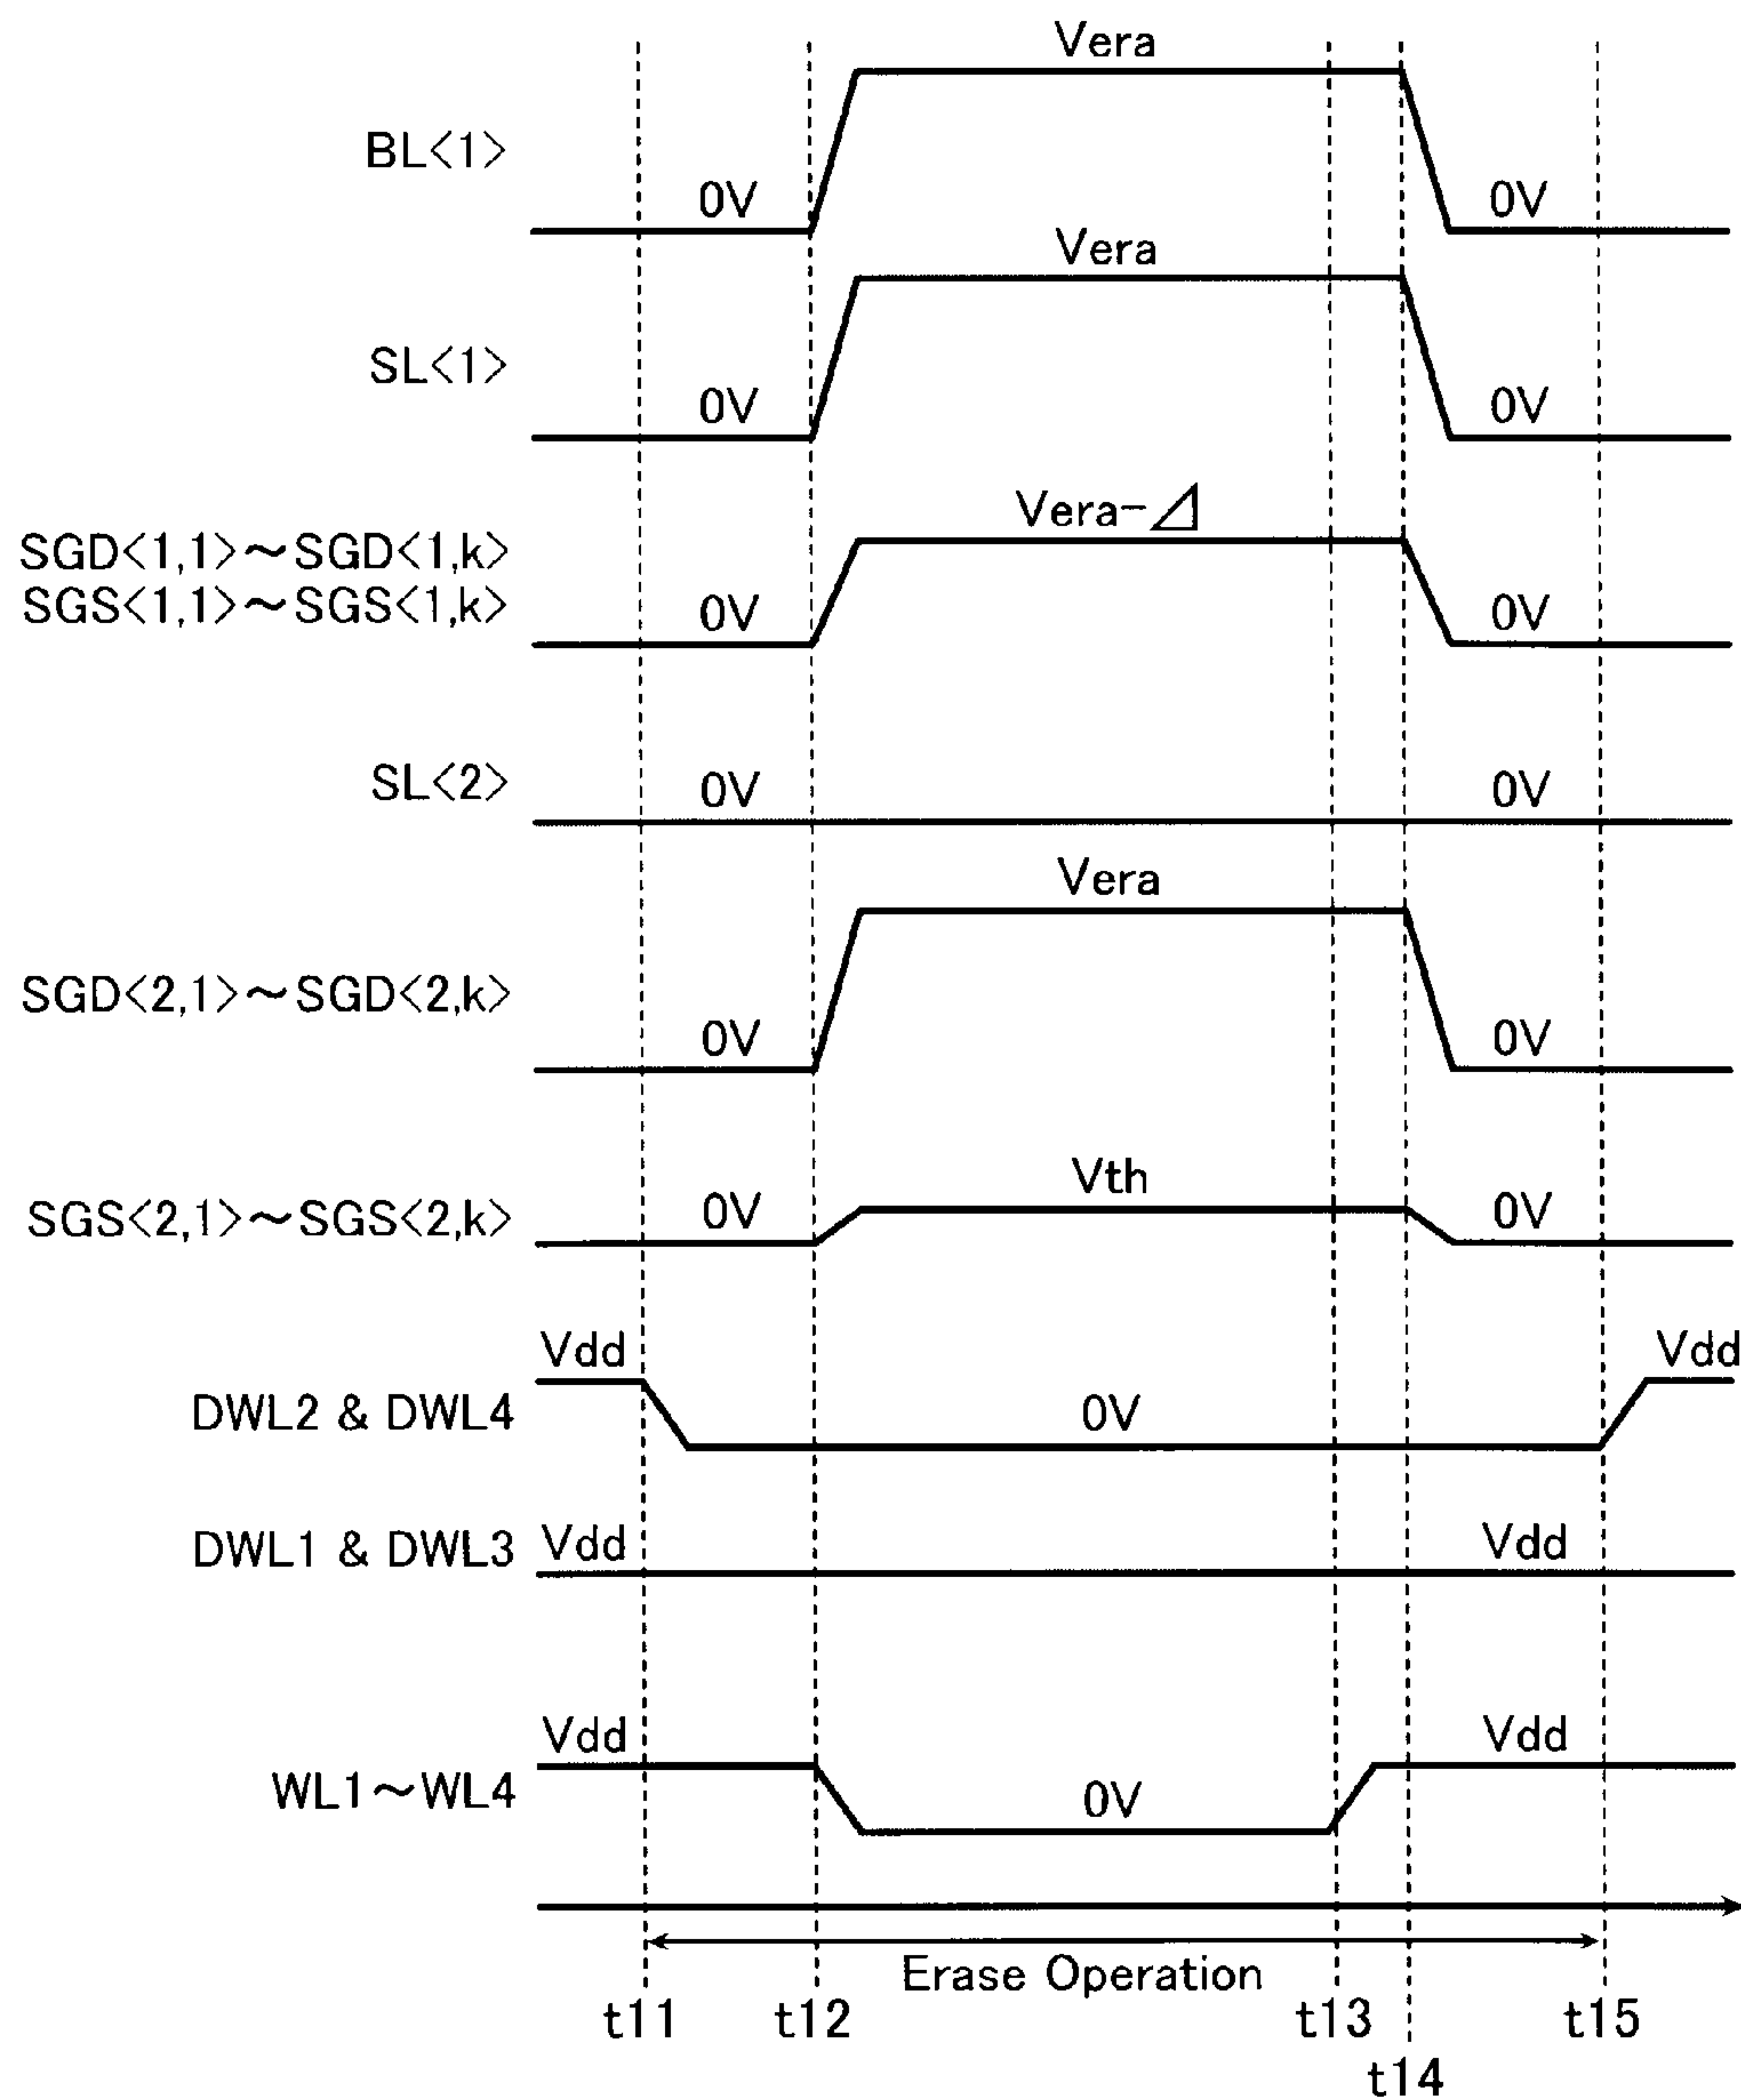 Vera
BL<1>
0V 0V
Vera
SL<1>
0V 0V
Vera-⊿
SGD<1,1>~SGD<1,k>
SGS<1,1>~SGS<1,k> 0V 0V
SL<2> 0V 0V
Vera
SGD<2,1>~SGD<2,k>
0V 0V
Vth
SGS<2,1>~SGS<2,k> 0V 0V
Vdd Vdd
DWL2 & DWL4 0V
DWL1 & DWL3 Vdd Vdd
Vdd Vdd
WL1~WL4 0V
Erase Operation
t11 t12 t13 t15
t14